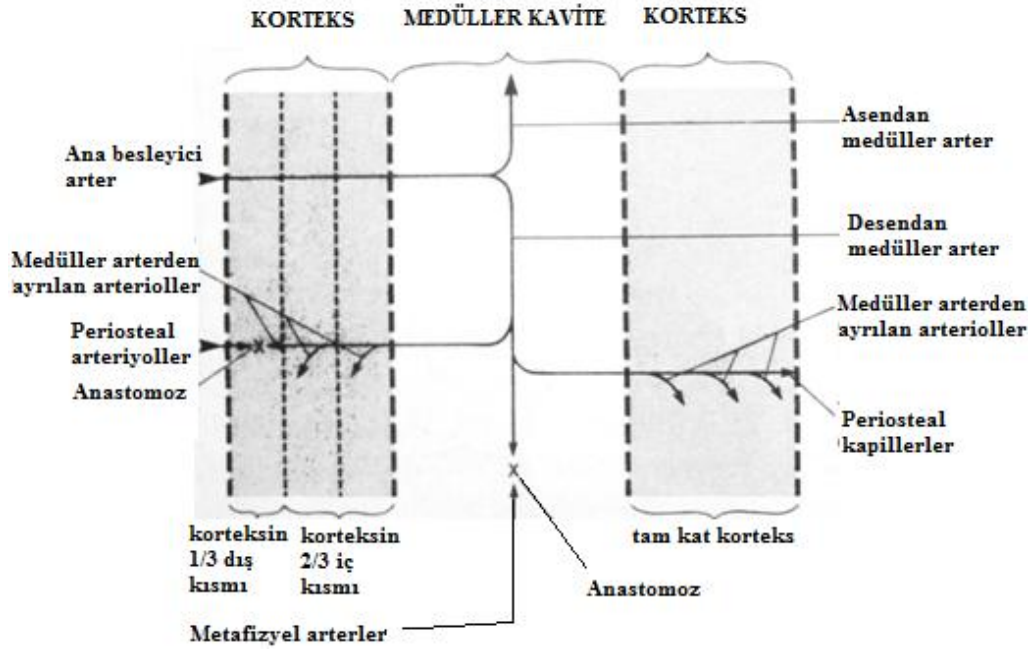 KORTEKS
MEDÜLLER KAVİTE
KORTEKS
Ana besleyici
arter
Medüller arterden
ayrılan arterioller
Periosteal
arteriyoller
Anastomoz
Asendan
medüller arter
Desendan
medüller arter
Medüller arterden
ayrılan arterioller
Periosteal
kapillerler
korteksin
1/3 dış
kısmı
korteksin
2/3 iç
kısmı
tam kat korteks
Anastomoz
Metafizyel arterler